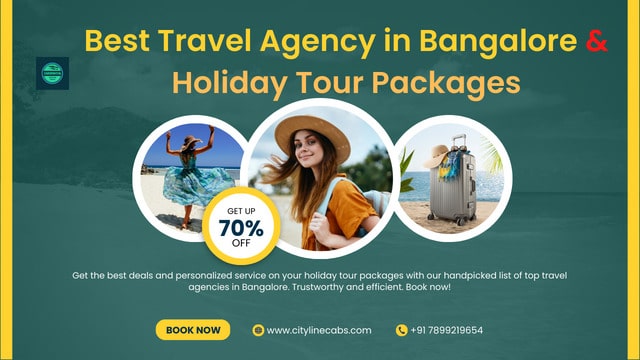 Best Travel Agency in Bangalore &
Holiday Tour Packages
GET UP
70%
OFF
Get the best deals and personalized service on your holiday tour packages with our handpicked list of top travel
agencies in Bangalore. Trustworthy and efficient. Book now!
BOOK NOW
www.citylinecabs.com
+91 7899219654